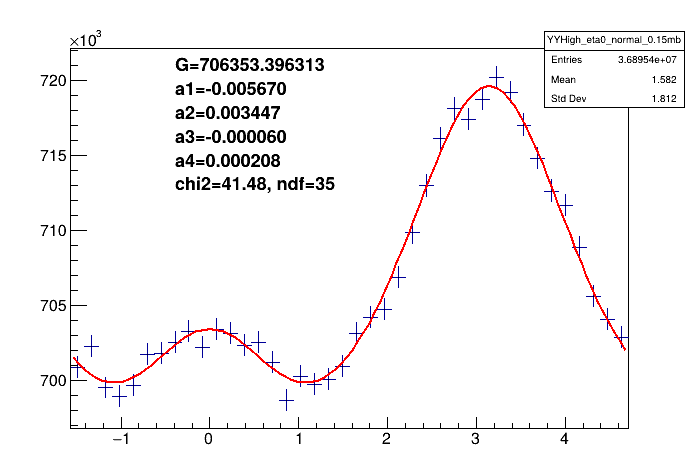 ×10³
YYHigh_eta0_normal_0.15mb
Entries 3.68954e+07
Mean 1.582
Std Dev 1.812
G=706353.396313
a1=-0.005670
a2=0.003447
a3=-0.000060
a4=0.000208
chi2=41.48, ndf=35
720
715
710
705
700
−1 0 1 2 3 4